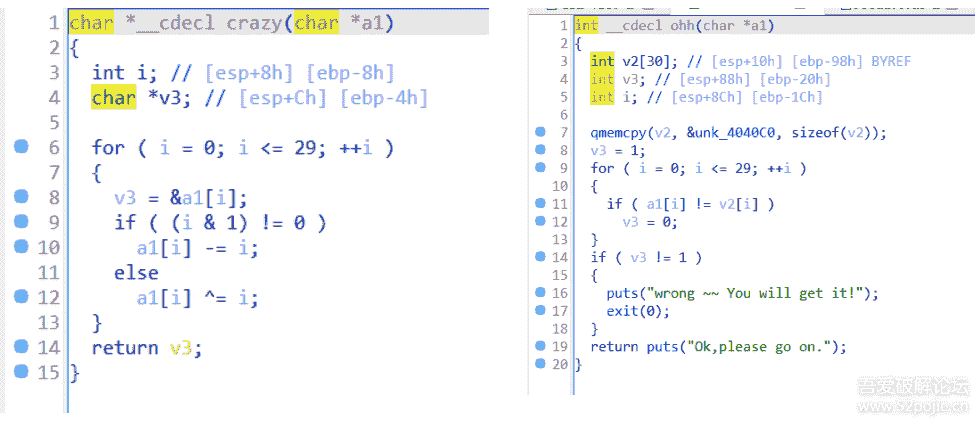 1 char *__cdecl crazy(char *a1)
2 {
3 int i; // [esp+8h] [ebp-8h]
4 char *v3; // [esp+Ch] [ebp-4h]
5
6 for ( i = 0; i <= 29; ++i )
7 {
8 v3 = &a1[i];
9 if ( (i & 1) != 0 )
10 a1[i] -= i;
11 else
12 a1[i] ^= i;
13 }
14 return v3;
15 }
1 int __cdecl ohh(char *a1)
2 {
3 int v2[30]; // [esp+10h] [ebp-98h] BYREF
4 int v3; // [esp+88h] [ebp-20h]
5 int i; // [esp+8Ch] [ebp-1Ch]
6
7 qmemcpy(v2, &unk_4040C0, sizeof(v2));
8 v3 = 1;
9 for ( i = 0; i <= 29; ++i )
10 {
11 if ( a1[i] != v2[i] )
12 v3 = 0;
13 }
14 if ( v3 != 1 )
15 {
16 puts("wrong ~~ You will get it!");
17 exit(0);
18 }
19 return puts("Ok,please go on.");
20 }
吾爱破解论坛
www.52pojie.cn